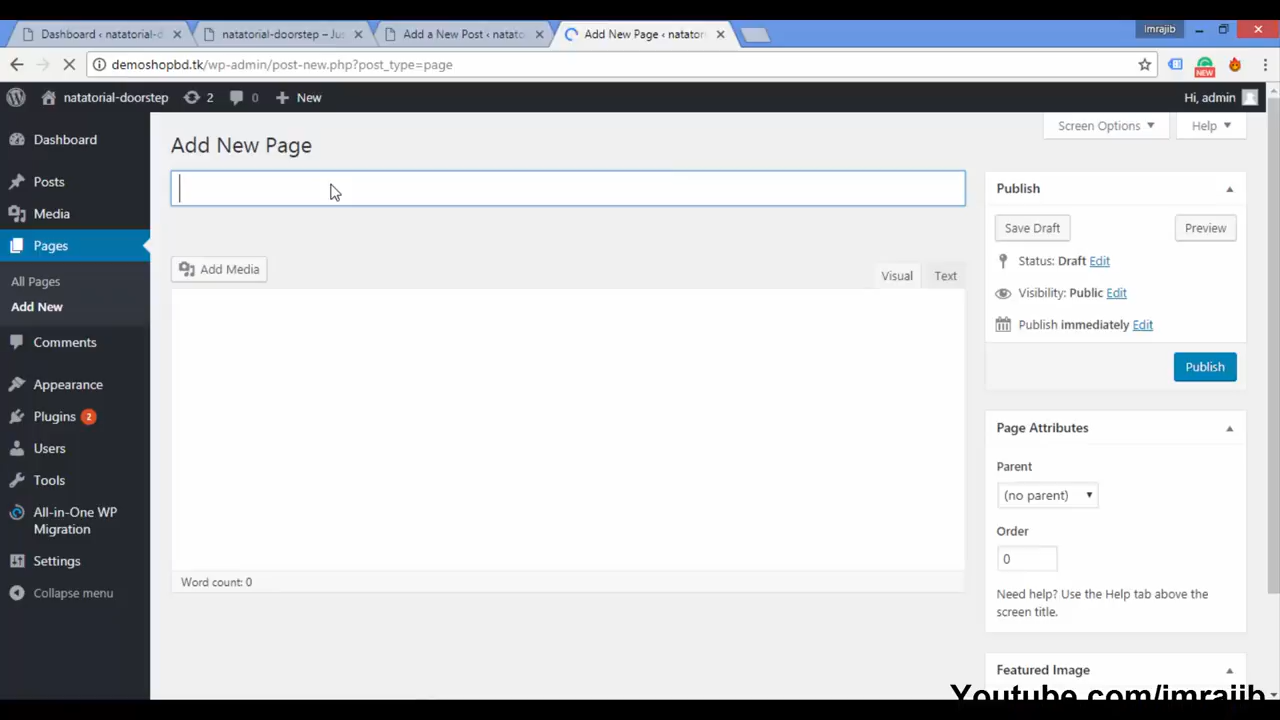 Dashboard ‹ natatorial-d
natatorial-doorstep – Jus
Add a New Post ‹ natato
Add New Page ‹ nator
imrajib
demoshopbd.tk/wp-admin/post-new.php?post_type=page
NEW
natatorial-doorstep
2
0
New
Hi, admin
Dashboard
Posts
Media
Pages
All Pages
Add New
Comments
Appearance
Plugins 2
Users
Tools
All-in-One WP
Migration
Settings
Collapse menu
Screen Options
Help
Add New Page
Add Media
Visual
Text
Word count: 0
Publish
Save Draft
Preview
Status: Draft Edit
Visibility: Public Edit
Publish immediately Edit
Publish
Page Attributes
Parent
(no parent)
Order
0
Need help? Use the Help tab above the
screen title.
Featured Image
Youtube.com/imrajib